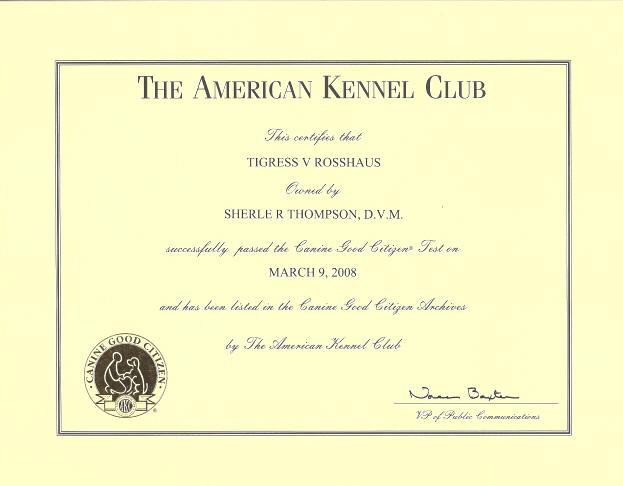 THE AMERICAN KENNEL CLUB
This certifies that
TIGRESS V ROSSHAUS
Owned by
SHERLE R THOMPSON, D.V.M.
successfully passed the Canine Good Citizen® Test on
MARCH 9, 2008
and has been listed in the Canine Good Citizen Archives
by The American Kennel Club
CANINE GOOD CITIZEN
AKC
®
Noreen Baxter
VP of Public Communications